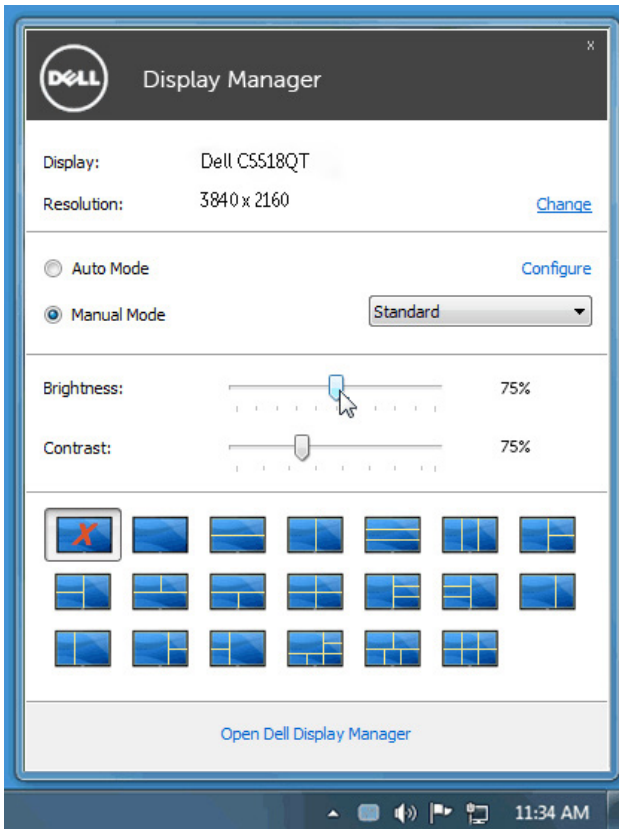 x
DELL Display Manager
Display: Dell C5518QT
Resolution: 3840 x 2160 Change
Auto Mode Configure
Manual Mode Standard
Brightness: 75%
Contrast: 75%
X
Open Dell Display Manager
11:34 AM